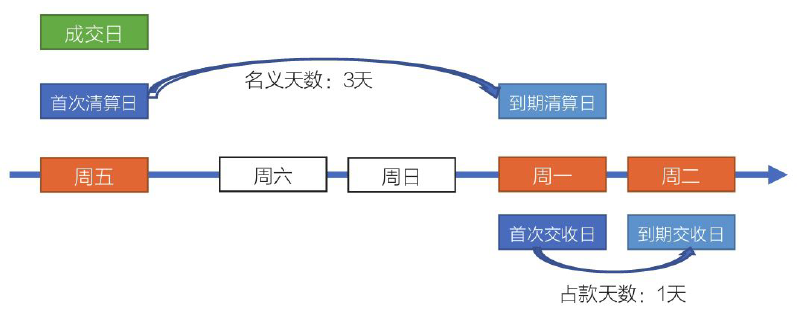 成交日
名义天数：3天
首次清算日
到期清算日
周五
周六
周日
周一
周二
首次交收日
到期交收日
占款天数：1天